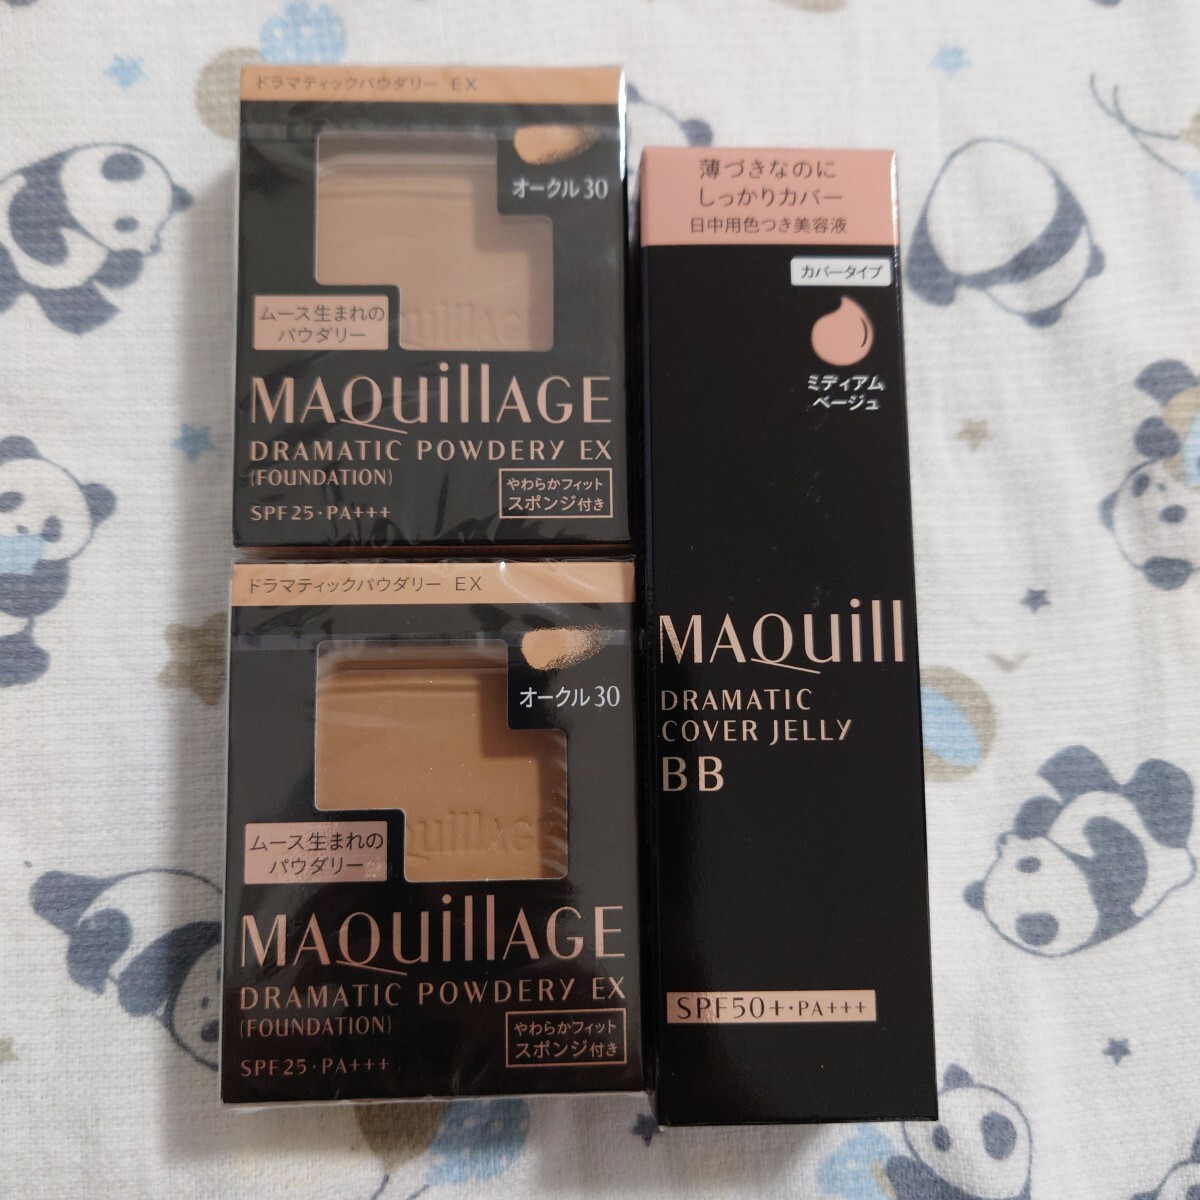 ドラマティックパウダリー EX
オークル30
ムース生まれの
パウダリー
MAQuillAGE
DRAMATIC POWDERY EX
(FOUNDATION)
SPF25・PA+++
やわらかフィット
スポンジ付き
ドラマティックパウダリー EX
オークル30
quillAGE
ムース生まれの
パウダリー
MAQuillAGE
DRAMATIC POWDERY EX
(FOUNDATION)
SPF25・PA+++
やわらかフィット
スポンジ付き
薄づきなのに
しっかりカバー
日中用色つき美容液
カバータイプ
ミディアム
ベージュ
MAQuill
DRAMATIC
COVER JELLY
BB
SPF50+・PA+++